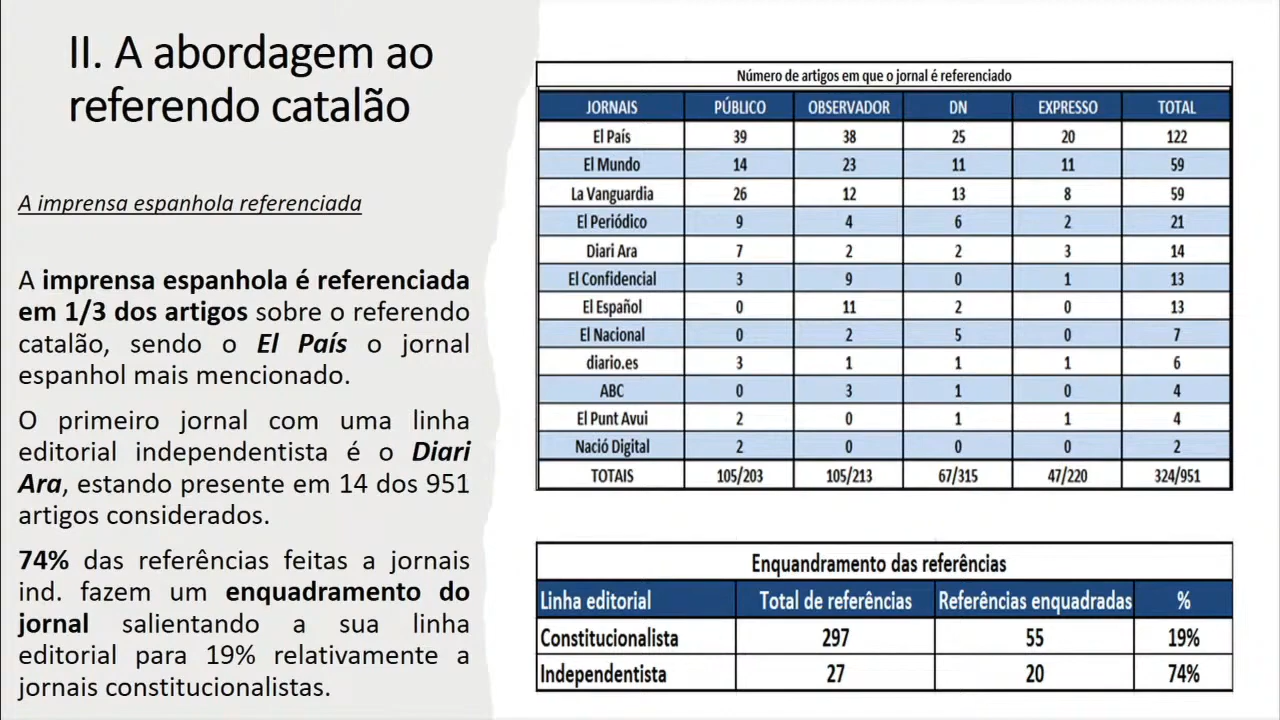 II. A abordagem ao
referendo catalão
A imprensa espanhola referenciada
A imprensa espanhola é referenciada
em 1/3 dos artigos sobre o referendo
catalão, sendo o El País o jornal
espanhol mais mencionado.
O primeiro jornal com uma linha
editorial independentista é o Diari
Ara, estando presente em 14 dos 951
artigos considerados.
74% das referências feitas a jornais
ind. fazem um enquadramento do
jornal salientando a sua linha
editorial para 19% relativamente a
jornais constitucionalistas.
Número de artigos em que o jornal é referenciado
JORNAIS PÚBLICO OBSERVADOR DN EXPRESSO TOTAL
El País 39 38 25 20 122
El Mundo 14 23 11 11 59
La Vanguardia 26 12 13 8 59
El Periódico 9 4 6 2 21
Diari Ara 7 2 2 3 14
El Confidencial 3 9 0 1 13
El Español 0 11 2 0 13
El Nacional 0 2 5 0 7
diario.es 3 1 1 1 6
ABC 0 3 1 0 4
El Punt Avui 2 0 1 1 4
Nació Digital 2 0 0 0 2
TOTAIS 105/203 105/213 67/315 47/220 324/951
Enquandramento das referências
Linha editorial Total de referências Referências enquadradas %
Constitucionalista 297 55 19%
Independentista 27 20 74%